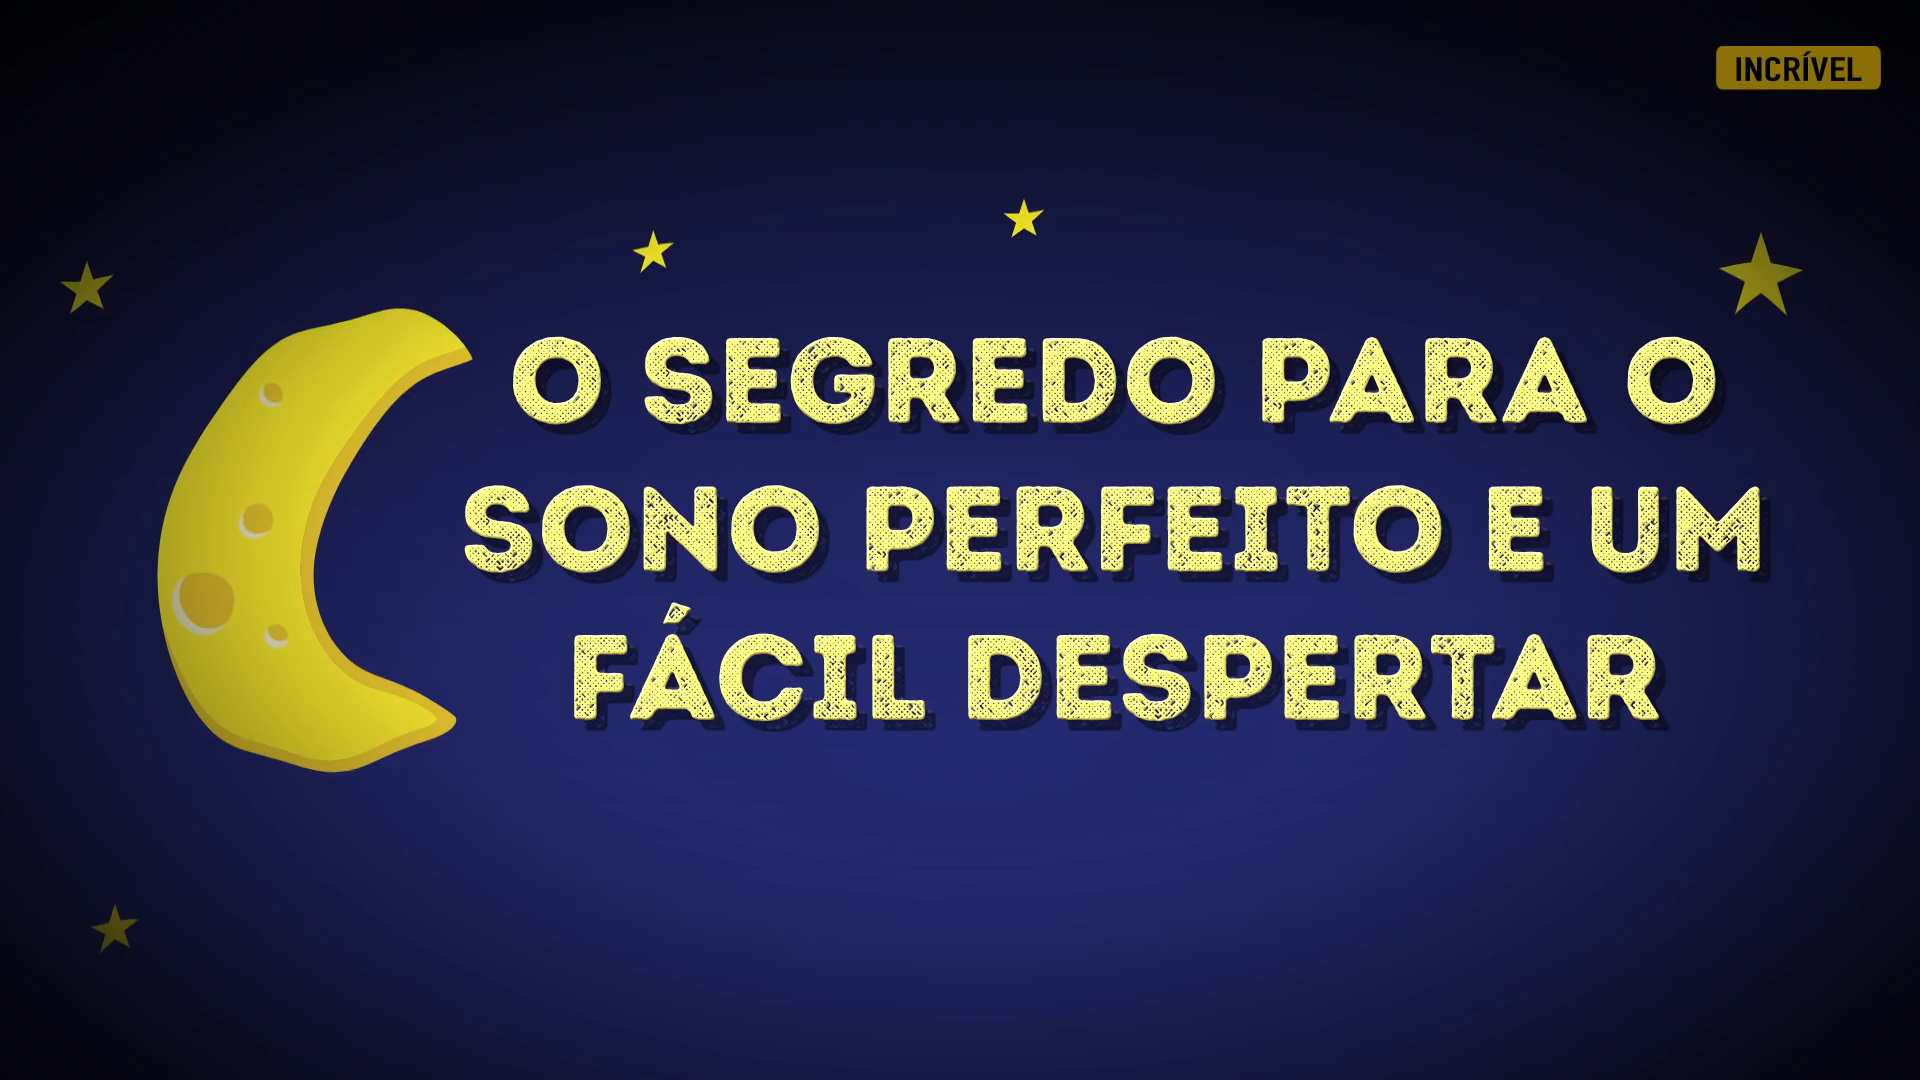 INCRÍVEL
O SEGREDO PARA O
SONO PERFEITO E UM
FÁCIL DESPERTAR